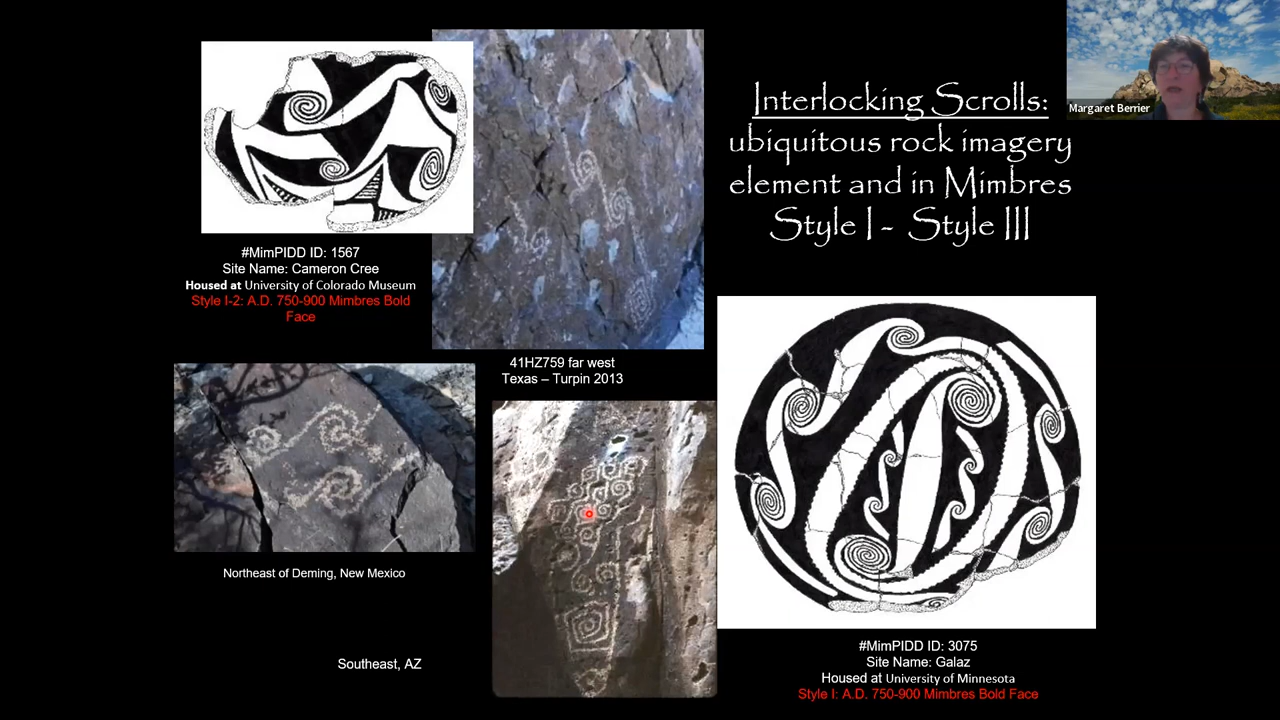 Interlocking Scrolls:
ubiquitous rock imagery
element and in Mimbres
Style I - Style III
Margaret Berrier
#MimPIDD ID: 1567
Site Name: Cameron Cree
Housed at University of Colorado Museum
Style I-2: A.D. 750-900 Mimbres Bold
Face
41HZ759 far west
Texas – Turpin 2013
Northeast of Deming, New Mexico
Southeast, AZ
#MimPIDD ID: 3075
Site Name: Galaz
Housed at University of Minnesota
Style I: A.D. 750-900 Mimbres Bold Face